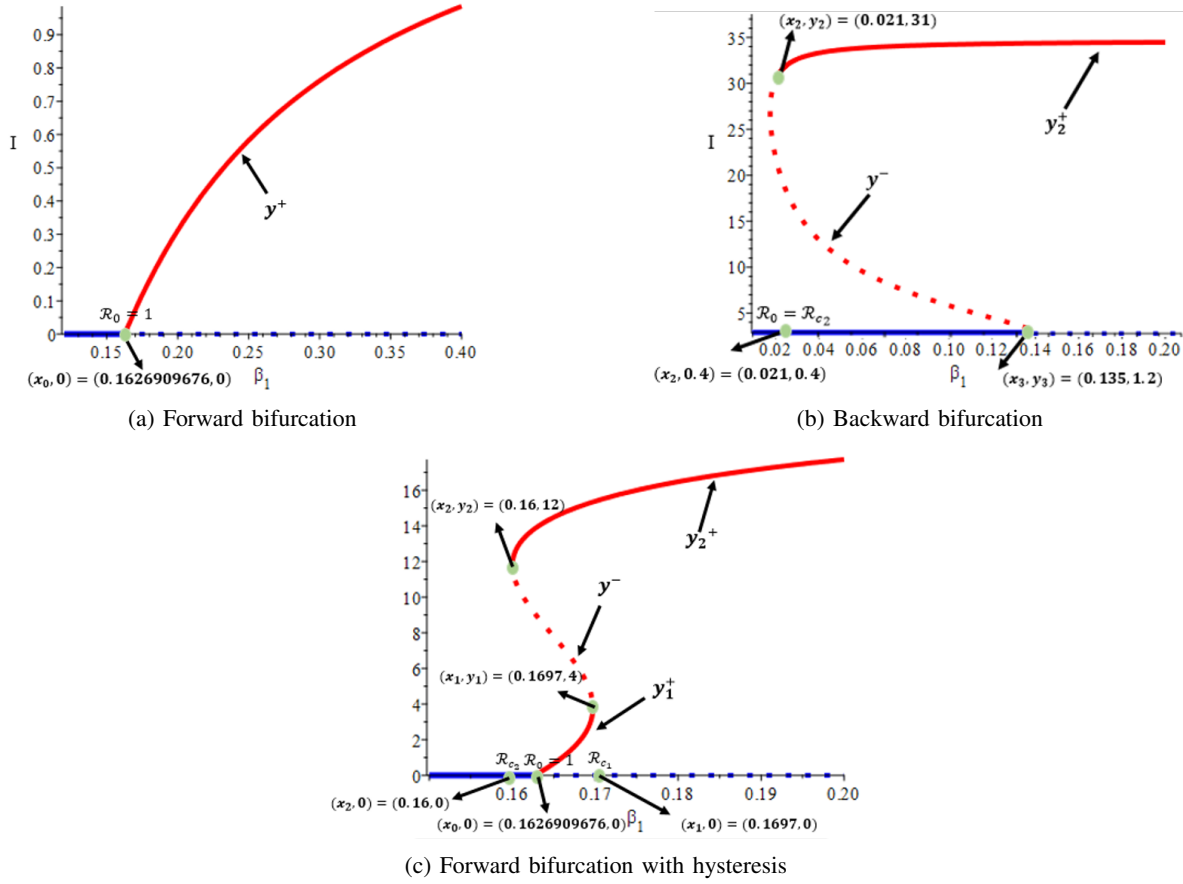 0.9
0.8
0.7
0.6
I
0.5
0.4
0.3
0.2
0.1
0
y⁺
ℛ₀ = 1
0.15 0.20 0.25 0.30 0.35 0.40
(x₀, 0) = (0.1626909676, 0)
β₁
(a) Forward bifurcation
(x₂, y₂) = (0.021, 31)
35
30
25
I
20
15
10
5
y₂⁺
y⁻
ℛ₀ = ℛc₂
0.02 0.04 0.06 0.08 0.10 0.12 0.14 0.16 0.18 0.20
(x₂, 0.4) = (0.021, 0.4)
β₁
(x₃, y₃) = (0.135, 1.2)
(b) Backward bifurcation
16
14
12
10
8
6
4
2
0
(x₂, y₂) = (0.16, 12)
y₂⁺
y⁻
(x₁, y₁) = (0.1697, 4)
y₁⁺
ℛc₂ ℛ₀ = 1 ℛc₁
0.16 0.17 0.18 0.19 0.20
(x₂, 0) = (0.16, 0)
(x₀, 0) = (0.1626909676, 0)
β₁
(x₁, 0) = (0.1697, 0)
(c) Forward bifurcation with hysteresis